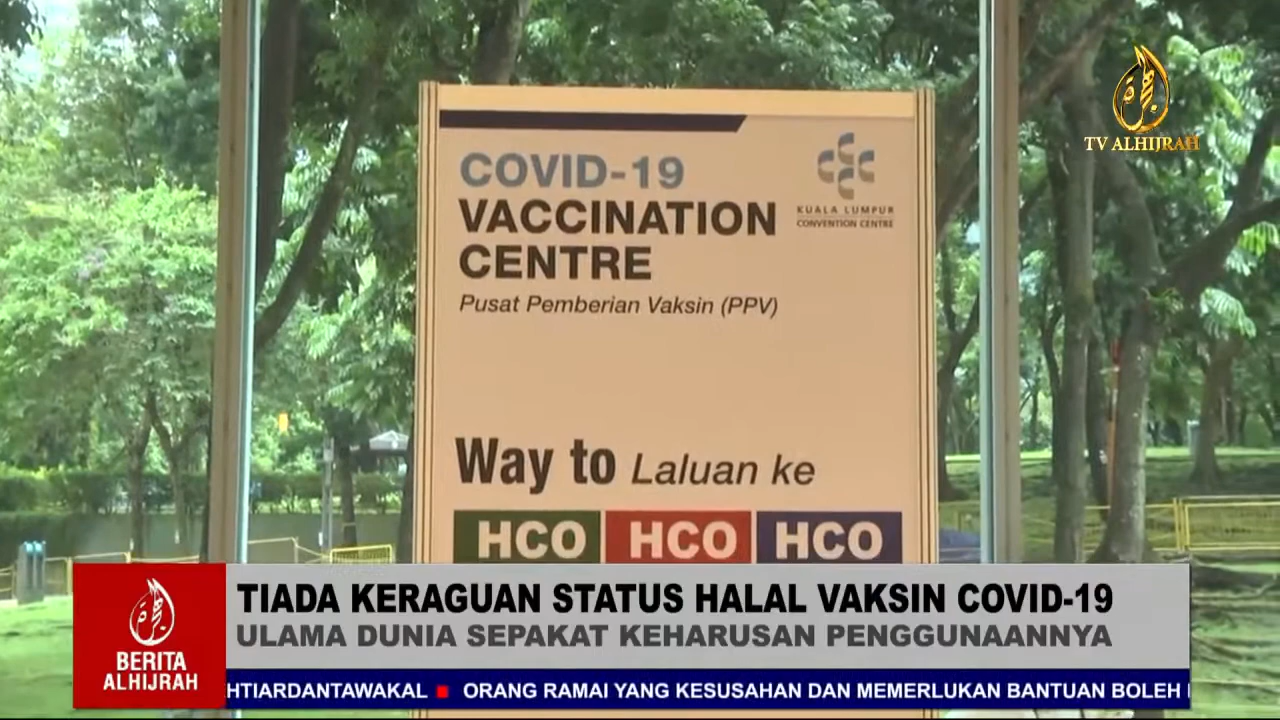 TV ALHIJRAH
COVID-19
VACCINATION
CENTRE
Pusat Pemberian Vaksin (PPV)
KUALA LUMPUR
CONVENTION CENTRE
Way to Laluan ke
HCO HCO HCO
BERITA
ALHIJRAH
TIADA KERAGUAN STATUS HALAL VAKSIN COVID-19
ULAMA DUNIA SEPAKAT KEHARUSAN PENGGUNAANNYA
HTIARDANTAWAKAL ■ ORANG RAMAI YANG KESUSAHAN DAN MEMERLUKAN BANTUAN BOLEH